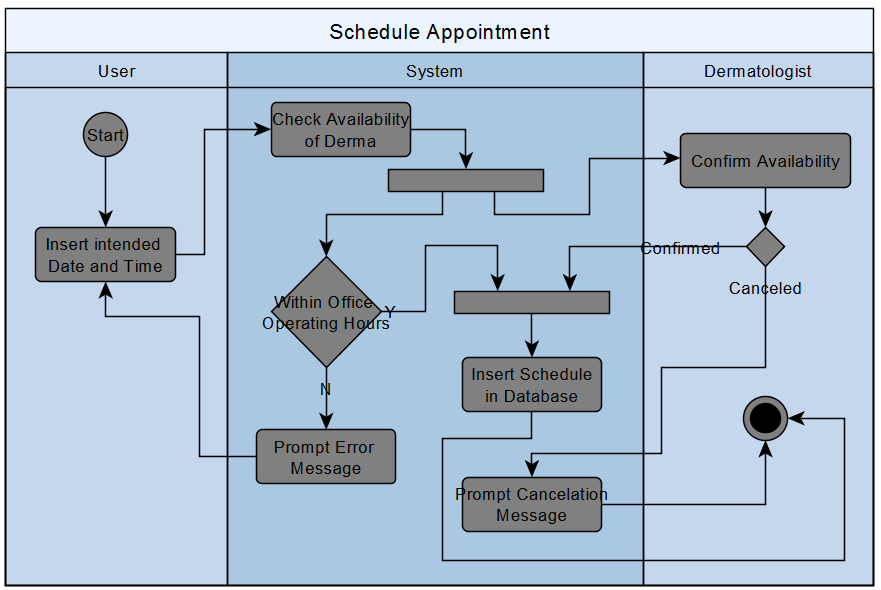 Schedule Appointment
User
System
Dermatologist
Start
Check Availability
of Derma
Confirm Availability
Insert intended
Date and Time
Confirmed
Canceled
Within Office
Operating Hours
Y
N
Insert Schedule
in Database
Prompt Error
Message
Prompt Cancelation
Message